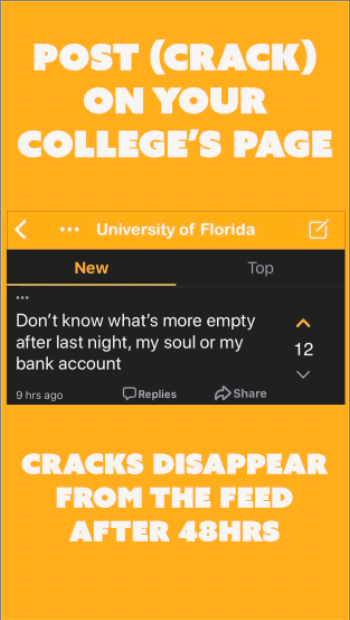 POST (CRACK)
ON YOUR
COLLEGE'S PAGE
••• University of Florida
New Top
•••
Don't know what's more empty
after last night, my soul or my
bank account
12
9 hrs ago Replies Share
CRACKS DISAPPEAR
FROM THE FEED
AFTER 48HRS